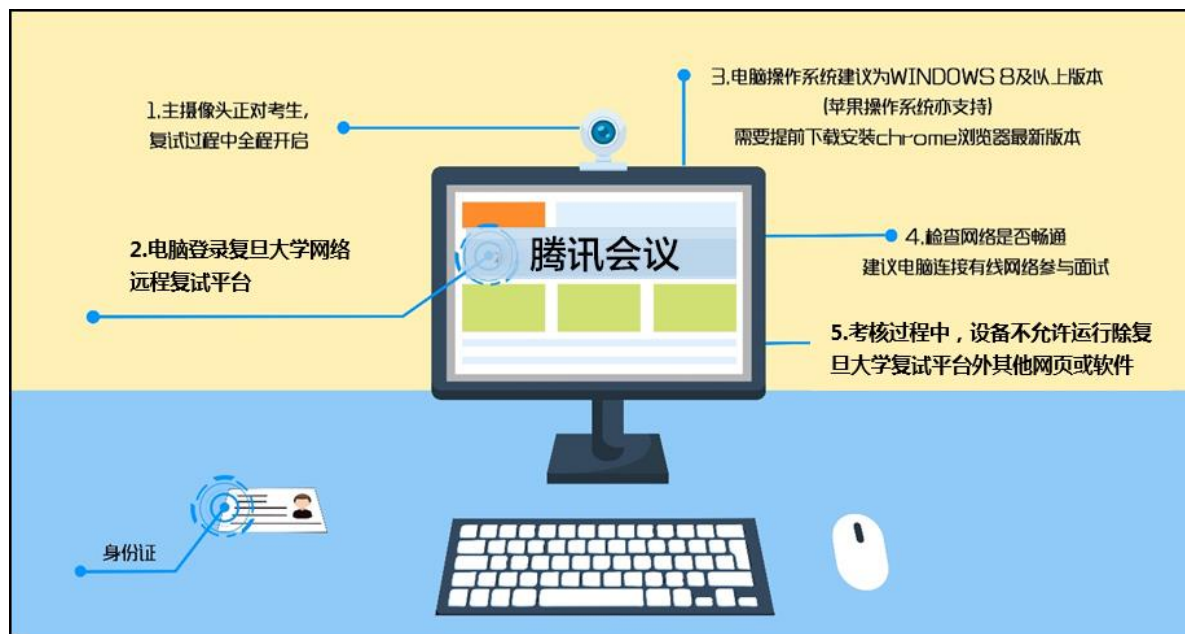 1.主摄像头正对考生,
复试过程中全程开启
2.电脑登录复旦大学网络
远程复试平台
3.电脑操作系统建议为WINDOWS 8及以上版本
(苹果操作系统亦支持)
需要提前下载安装chrome浏览器最新版本
腾讯会议
4.检查网络是否畅通
建议电脑连接有线网络参与面试
5.考核过程中，设备不允许运行除复
旦大学复试平台外其他网页或软件
身份证